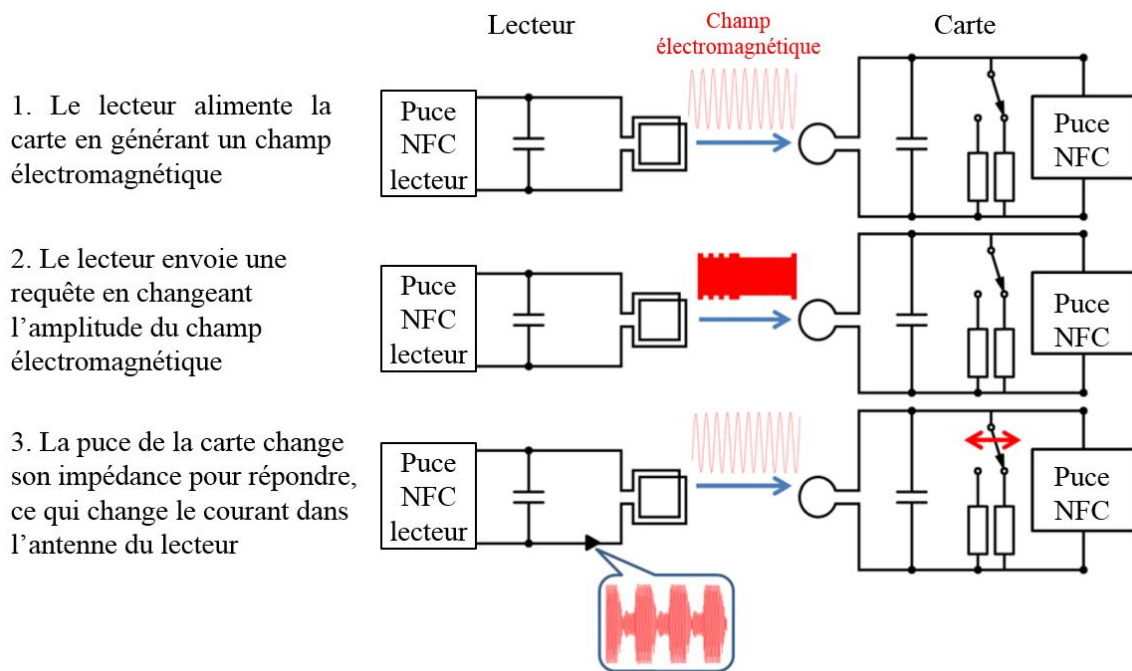 Lecteur
Champ
électromagnétique
Carte
1. Le lecteur alimente la
carte en générant un champ
électromagnétique
Puce
NFC
lecteur
Puce
NFC
2. Le lecteur envoie une
requête en changeant
l’amplitude du champ
électromagnétique
Puce
NFC
lecteur
Puce
NFC
3. La puce de la carte change
son impédance pour répondre,
ce qui change le courant dans
l’antenne du lecteur
Puce
NFC
lecteur
Puce
NFC